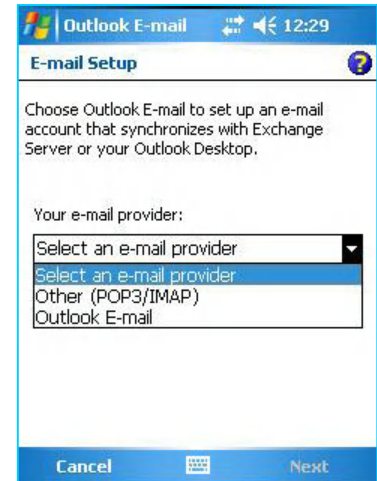 Outlook E-mail 12:29
E-mail Setup
?
Choose Outlook E-mail to set up an e-mail
account that synchronizes with Exchange
Server or your Outlook Desktop.
Your e-mail provider:
Select an e-mail provider
Select an e-mail provider
Other (POP3/IMAP)
Outlook E-mail
Cancel Next